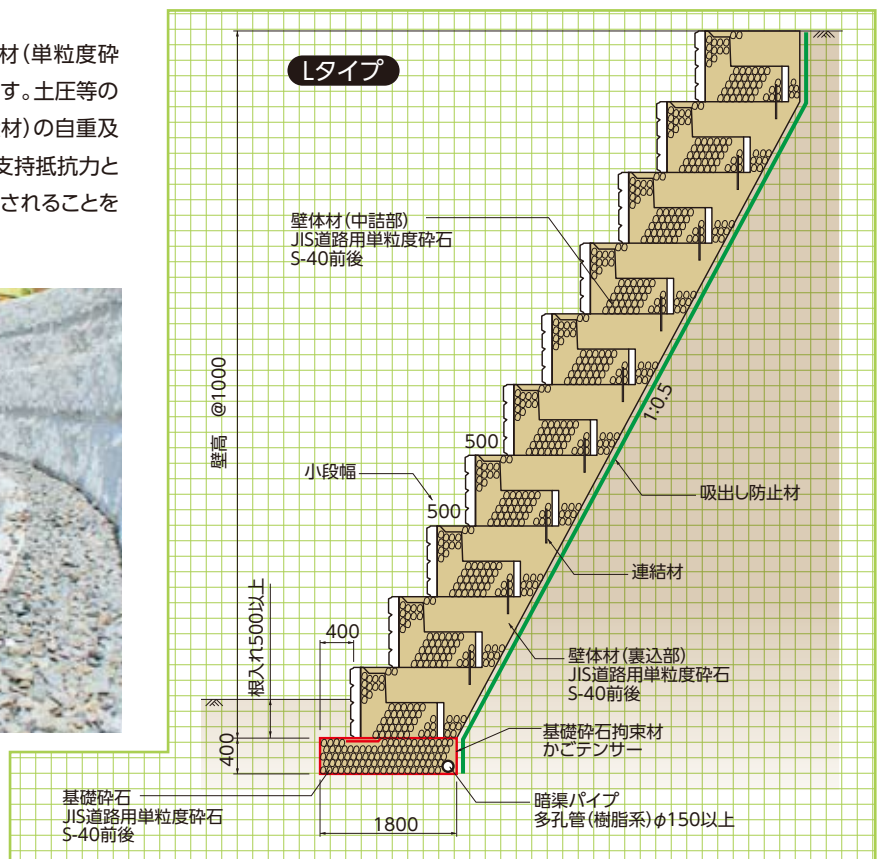 材(単粒度砕
す。土圧等の
材)の自重及
支持抵抗力と
されることを
Lタイプ
壁体材(中詰部)
JIS道路用単粒度砕石
S-40前後
壁高 @1000
1:0.5
500
小段幅
500
吹出し防止材
連結材
根入れ500以上
400
壁体材(裏込部)
JIS道路用単粒度砕石
S-40前後
400
基礎砕石拘束材
かごテンサー
基礎砕石
JIS道路用単粒度砕石
S-40前後
1800
暗渠パイプ
多孔管(樹脂系)φ150以上